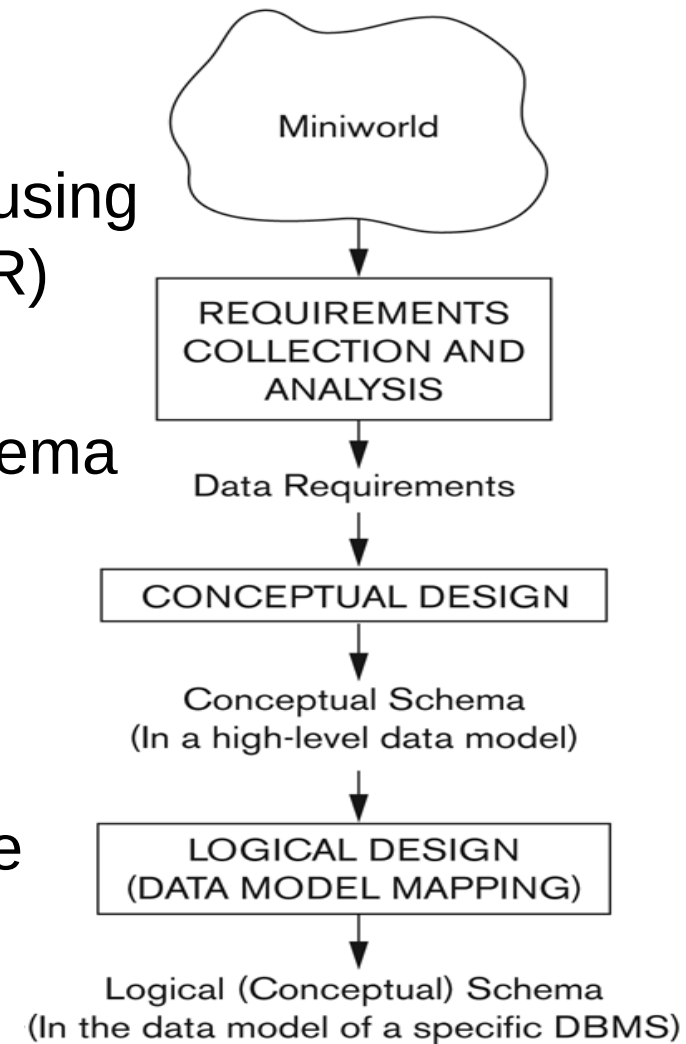 Miniworld
using
R)
REQUIREMENTS
COLLECTION AND
ANALYSIS
ema
Data Requirements
CONCEPTUAL DESIGN
Conceptual Schema
(In a high-level data model)
e
LOGICAL DESIGN
(DATA MODEL MAPPING)
Logical (Conceptual) Schema
(In the data model of a specific DBMS)